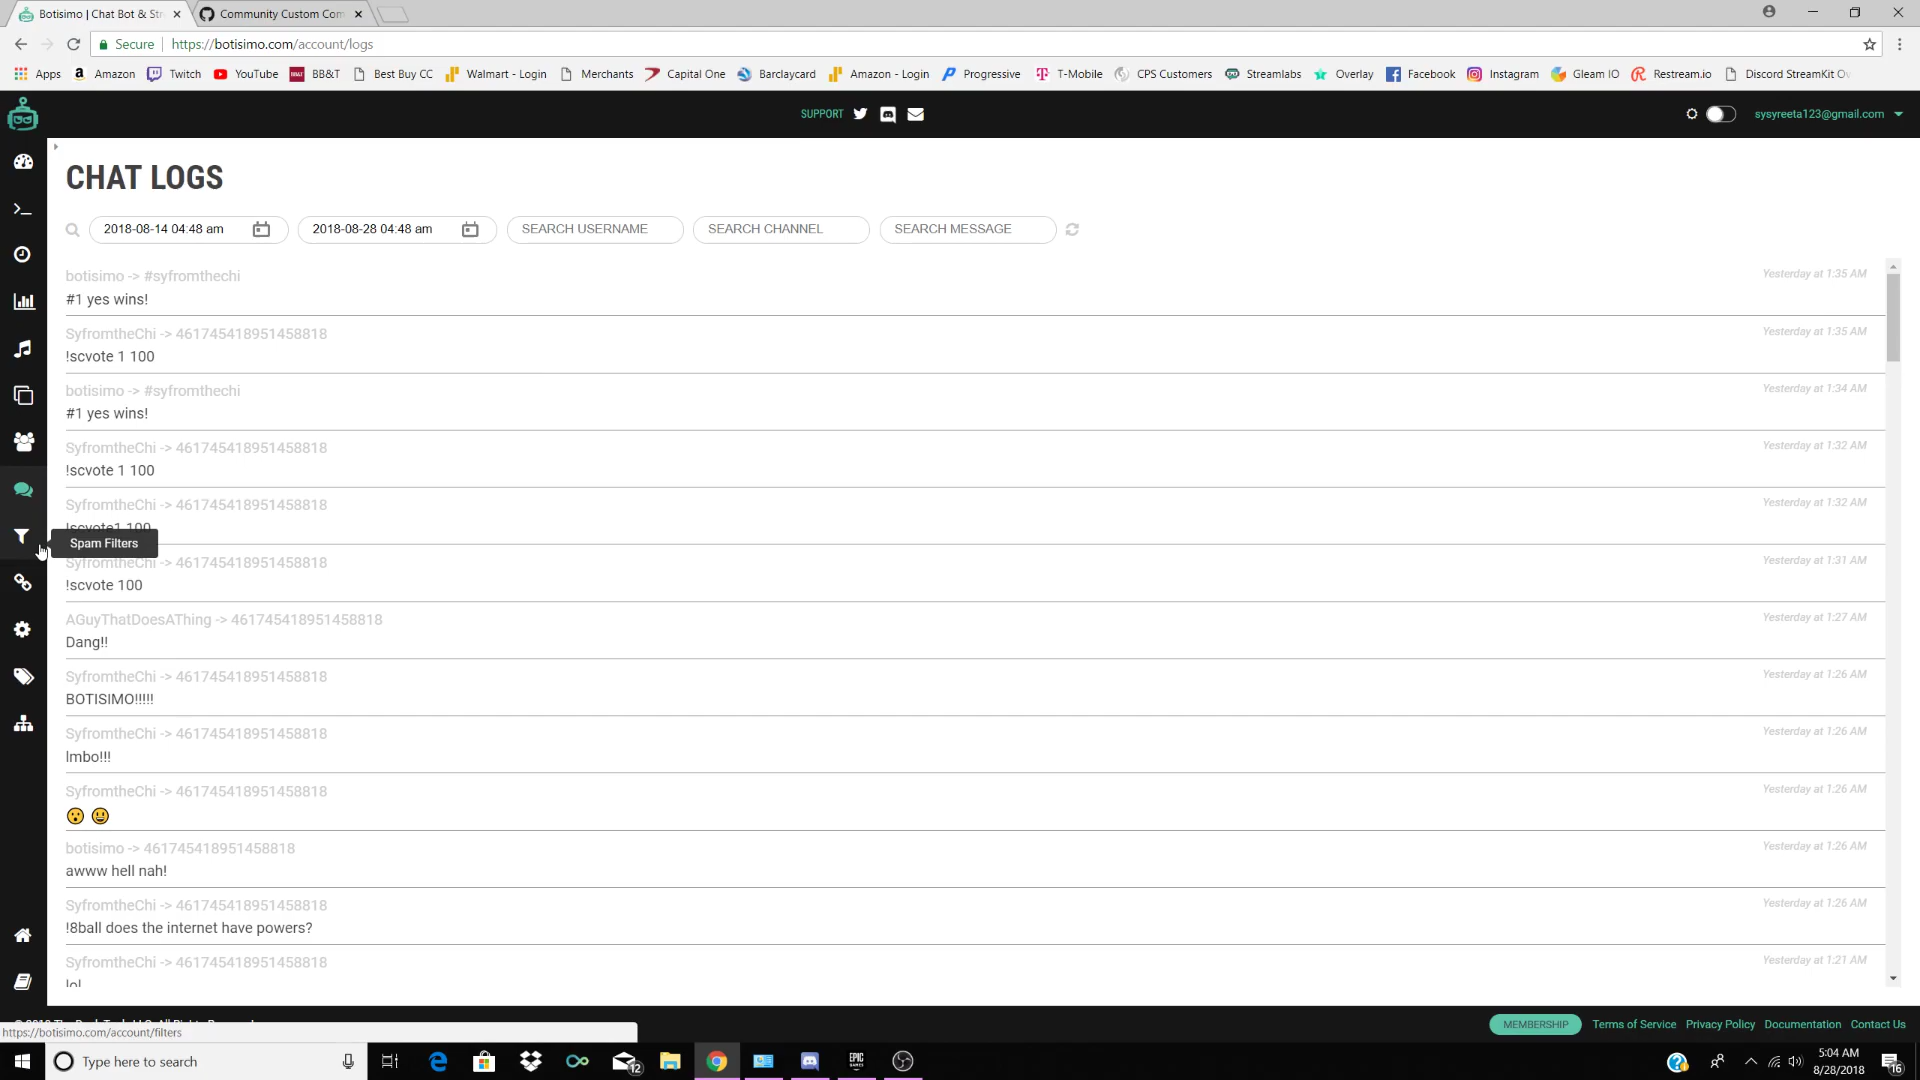 Botisimo | Chat Bot & Str
Community Custom Com
Secure
https://botisimo.com/account/logs
Apps
Amazon
Twitch
YouTube
BB&T
Best Buy CC
Walmart - Login
Merchants
Capital One
Barclaycard
Amazon - Login
Progressive
T-Mobile
CPS Customers
Streamlabs
Overlay
Facebook
Instagram
Gleam IO
Restream.io
Discord StreamKit Ov
SUPPORT
sysyreeta123@gmail.com
CHAT LOGS
2018-08-14 04:48 am
2018-08-28 04:48 am
SEARCH USERNAME
SEARCH CHANNEL
SEARCH MESSAGE
botisimo -> #syfromthechi
Yesterday at 1:35 AM
#1 yes wins!
SyfromtheChi -> 461745418951458818
Yesterday at 1:35 AM
!scvote 1 100
botisimo -> #syfromthechi
Yesterday at 1:34 AM
#1 yes wins!
SyfromtheChi -> 461745418951458818
Yesterday at 1:32 AM
!scvote 1 100
SyfromtheChi -> 461745418951458818
Yesterday at 1:32 AM
!scvote1 100
Spam Filters
SyfromtheChi -> 461745418951458818
Yesterday at 1:31 AM
!scvote 100
AGuyThatDoesAThing -> 461745418951458818
Yesterday at 1:27 AM
Dang!!
SyfromtheChi -> 461745418951458818
Yesterday at 1:26 AM
BOTISIMO!!!!!
SyfromtheChi -> 461745418951458818
Yesterday at 1:26 AM
lmbo!!!
SyfromtheChi -> 461745418951458818
Yesterday at 1:26 AM
😮 😃
botisimo -> 461745418951458818
Yesterday at 1:26 AM
awww hell nah!
SyfromtheChi -> 461745418951458818
Yesterday at 1:26 AM
!8ball does the internet have powers?
SyfromtheChi -> 461745418951458818
Yesterday at 1:21 AM
lol
https://botisimo.com/account/filters
MEMBERSHIP
Terms of Service
Privacy Policy
Documentation
Contact Us
Type here to search
12
EPIC GAMES
5:04 AM
8/28/2018
16